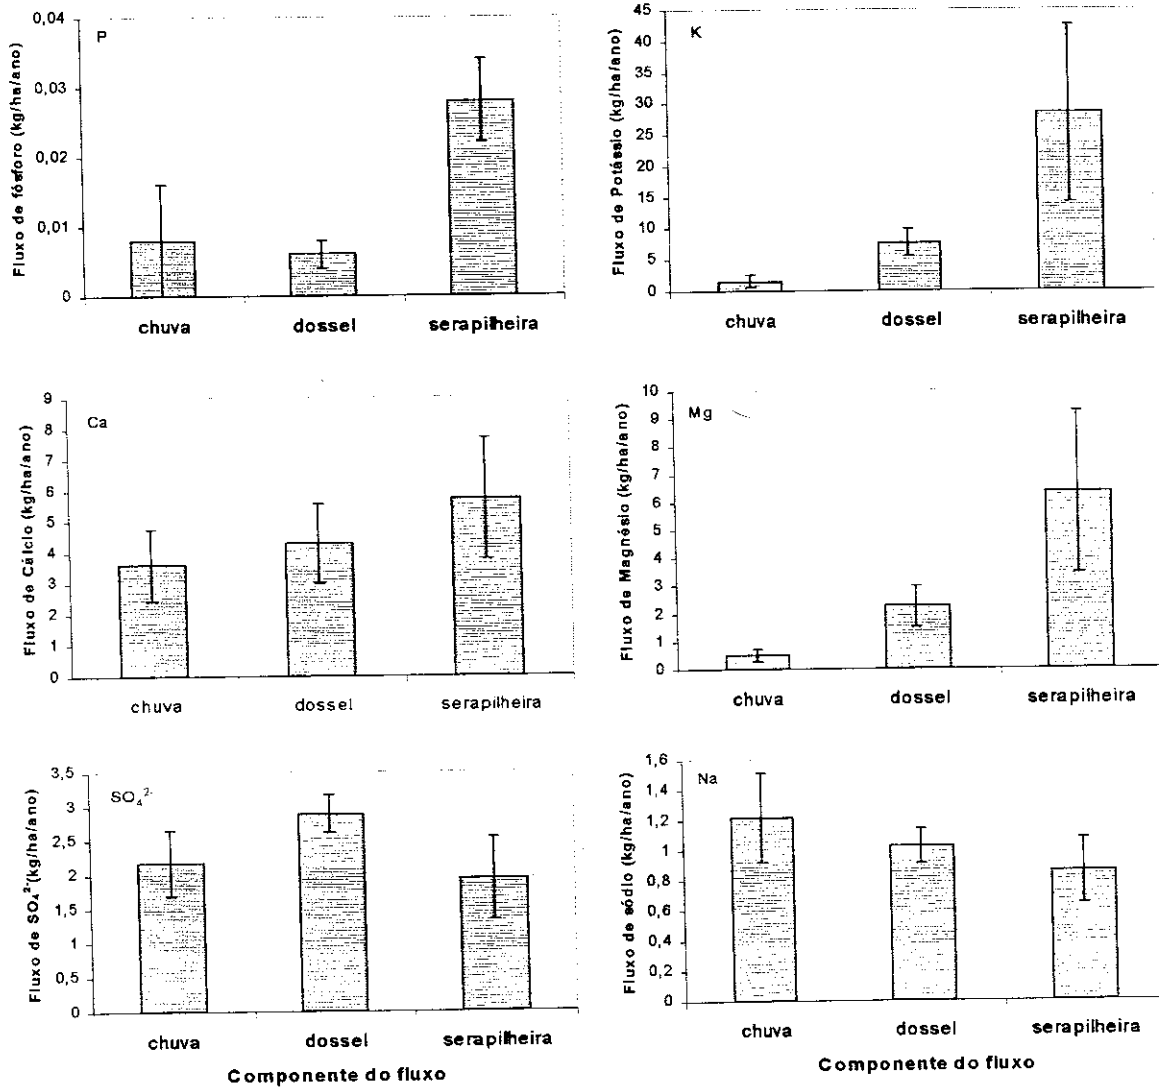 P
Fluxo de fósforo (kg/ha/ano)
0,04
0,03
0,02
0,01
0
chuva dossel serapilheira
K
Fluxo de Potássio (kg/ha/ano)
45
40
35
30
25
20
15
10
5
0
chuva dossel serapilheira
Ca
Fluxo de Cálcio (kg/ha/ano)
9
8
7
6
5
4
3
2
1
0
chuva dossel serapilheira
Mg
Fluxo de Magnésio (kg/ha/ano)
10
9
8
7
6
5
4
3
2
1
0
chuva dossel serapilheira
SO₄²⁻
Fluxo de SO₄²⁻(kg/ha/ano)
3,5
3
2,5
2
1,5
1
0,5
0
chuva dossel serapilheira
Componente do fluxo
Na
Fluxo de sódio (kg/ha/ano)
1,6
1,4
1,2
1
0,8
0,6
0,4
0,2
0
chuva dossel serapilheira
Componente do fluxo